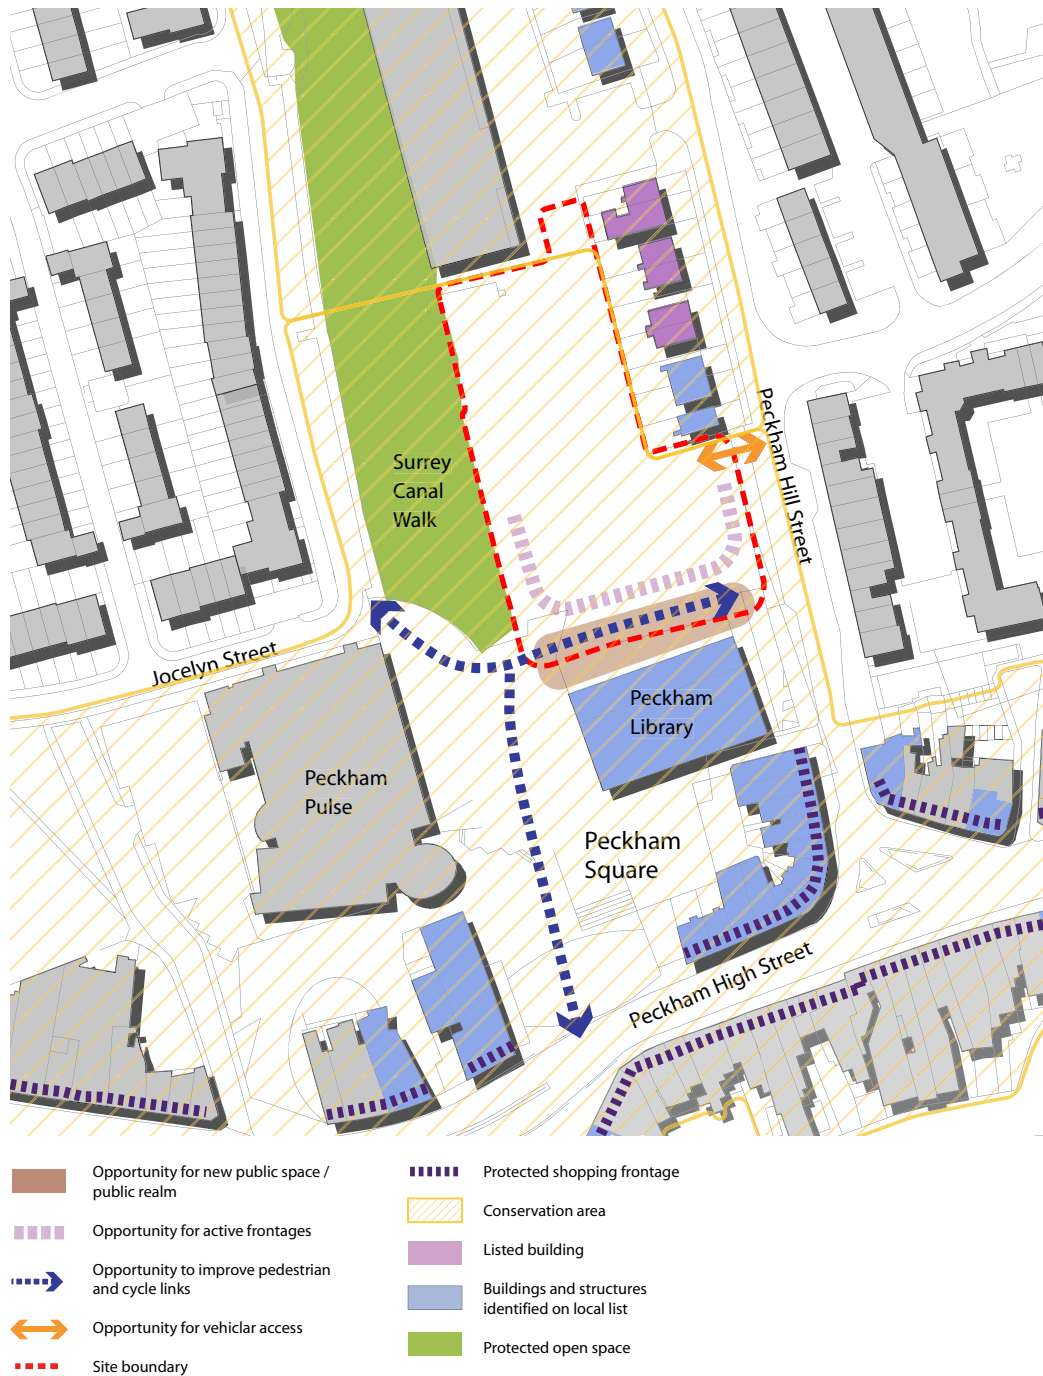 Surrey
Canal
Walk
Peckham Hill Street
Jocelyn Street
Peckham
Library
Peckham
Pulse
Peckham
Square
Peckham High Street
Opportunity for new public space /
public realm
Opportunity for active frontages
Opportunity to improve pedestrian
and cycle links
Opportunity for vehiclar access
Site boundary
Protected shopping frontage
Conservation area
Listed building
Buildings and structures
identified on local list
Protected open space